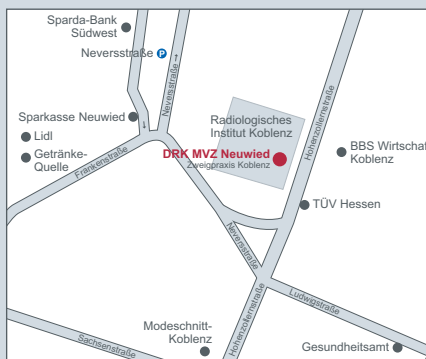 Sparda-Bank
Südwest
Neversstraße P
Neversstraße→
Sparkasse Neuwied
→
Lidl
Getränke-
Quelle
Frankenstraße
Radiologisches
Institut Koblenz
DRK MVZ Neuwied
Zweigpraxis Koblenz
Hohenzollernstraße
BBS Wirtschaf
Koblenz
TÜV Hessen
Neversstraße
Ludwigstraße
Hohenzollernstraße
Sachsenstraße
Modeschnitt-
Koblenz
Gesundheitsamt